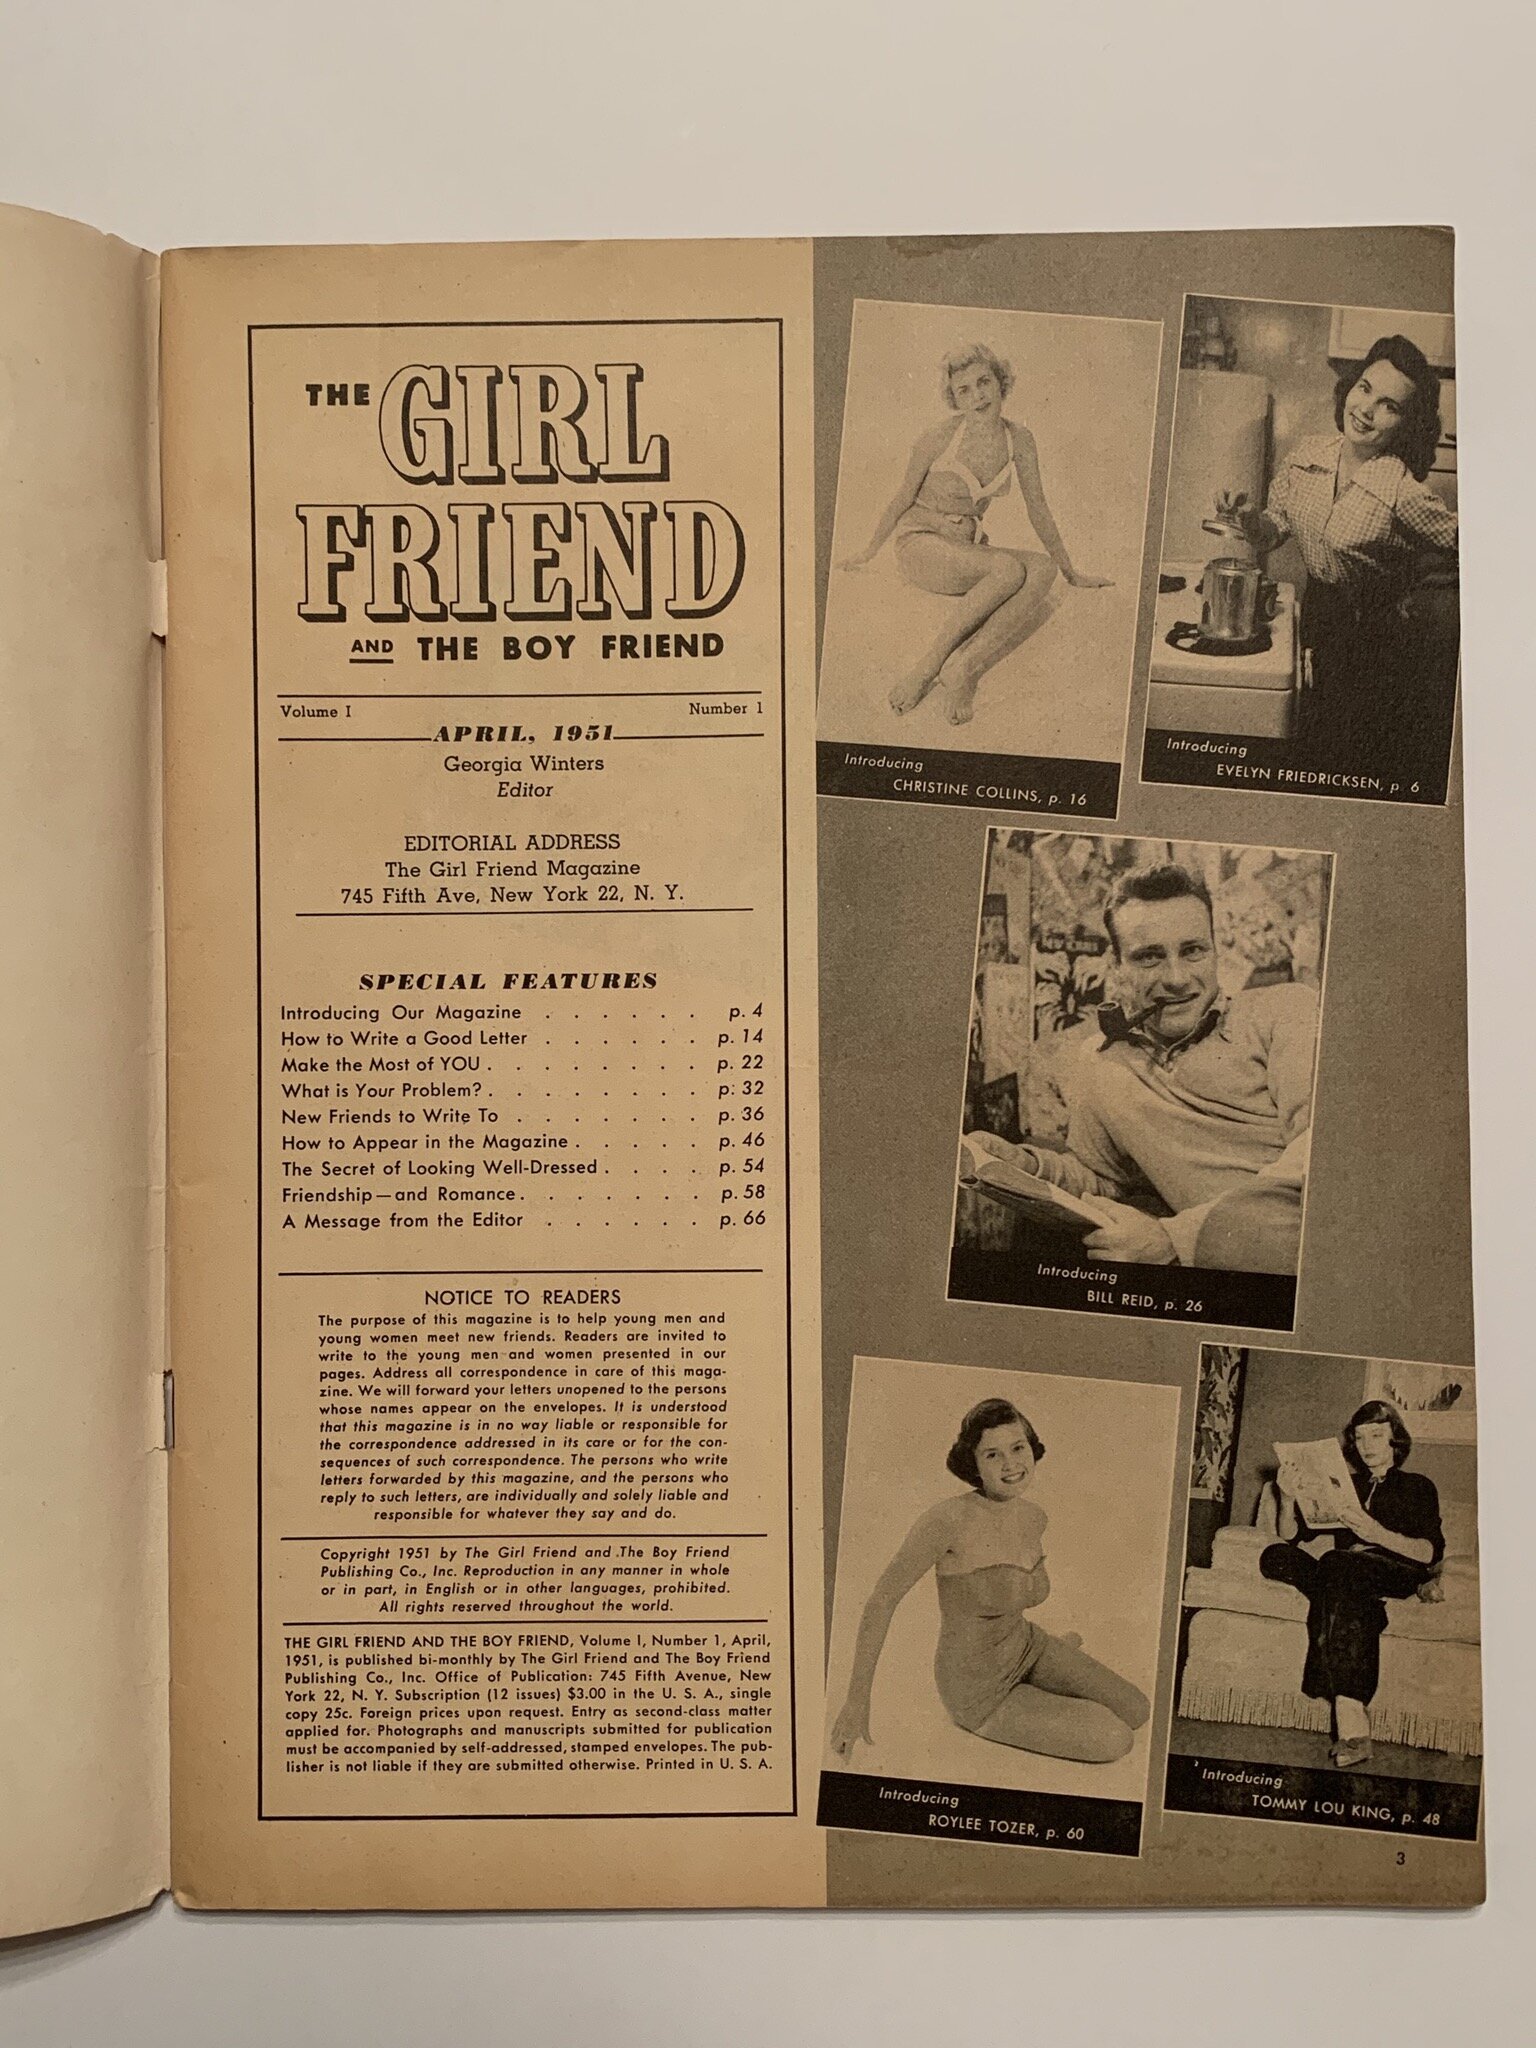 THE GIRL
FRIEND
AND THE BOY FRIEND
Volume I Number 1
APRIL, 1951
Georgia Winters
Editor
EDITORIAL ADDRESS
The Girl Friend Magazine
745 Fifth Ave, New York 22, N. Y.
SPECIAL FEATURES
Introducing Our Magazine . . . . . . p. 4
How to Write a Good Letter . . . . . . p. 14
Make the Most of YOU . . . . . . . . p. 22
What is Your Problem? . . . . . . . . p. 32
New Friends to Write To . . . . . . . p. 36
How to Appear in the Magazine . . . . . p. 46
The Secret of Looking Well-Dressed . . . . p. 54
Friendship—and Romance . . . . . . . p. 58
A Message from the Editor . . . . . . p. 66
NOTICE TO READERS
The purpose of this magazine is to help young men and
young women meet new friends. Readers are invited to
write to the young men and women presented in our
pages. Address all correspondence in care of this maga-
zine. We will forward your letters unopened to the persons
whose names appear on the envelopes. It is understood
that this magazine is in no way liable or responsible for
the correspondence addressed in its care or for the con-
sequences of such correspondence. The persons who write
letters forwarded by this magazine, and the persons who
reply to such letters, are individually and solely liable and
responsible for whatever they say and do.
Copyright 1951 by The Girl Friend and The Boy Friend
Publishing Co., Inc. Reproduction in any manner in whole
or in part, in English or in other languages, prohibited.
All rights reserved throughout the world.
THE GIRL FRIEND AND THE BOY FRIEND, Volume I, Number 1, April,
1951, is published bi-monthly by The Girl Friend and The Boy Friend
Publishing Co., Inc. Office of Publication: 745 Fifth Avenue, New
York 22, N. Y. Subscription (12 issues) $3.00 in the U. S. A., single
copy 25c. Foreign prices upon request. Entry as second-class matter
applied for. Photographs and manuscripts submitted for publication
must be accompanied by self-addressed, stamped envelopes. The pub-
lisher is not liable if they are submitted otherwise. Printed in U. S. A.
Introducing
CHRISTINE COLLINS, p. 16
Introducing
EVELYN FRIEDRICKSEN, p. 6
Introducing
BILL REID, p. 26
Introducing
ROYLEE TOZER, p. 60
Introducing
TOMMY LOU KING, p. 48
3